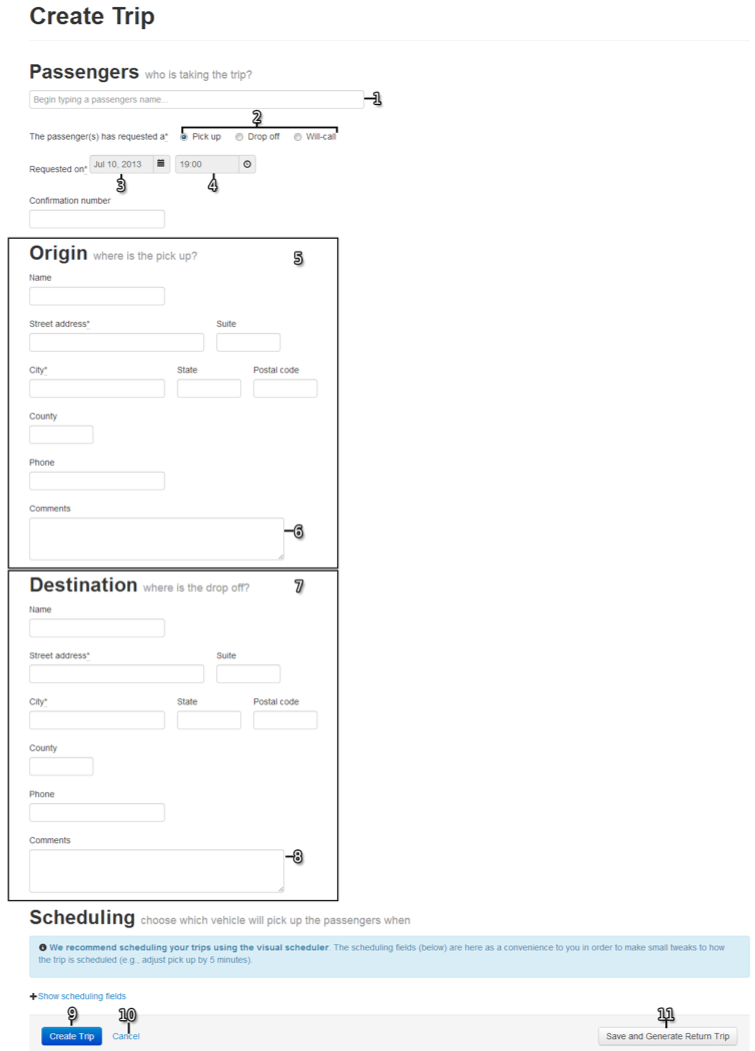 Create Trip
Passengers who is taking the trip?
Begin typing a passengers name... 1
2
The passenger(s) has requested a* Pick up Drop off Will-call
Requested on* Jul 10, 2013 19:00
3 4
Confirmation number
Origin where is the pick up? 5
Name
Street address* Suite
City* State Postal code
County
Phone
Comments
6
Destination where is the drop off? 7
Name
Street address* Suite
City* State Postal code
County
Phone
Comments
8
Scheduling choose which vehicle will pick up the passengers when
We recommend scheduling your trips using the visual scheduler. The scheduling fields (below) are here as a convenience to you in order to make small tweaks to how
the trip is scheduled (e.g., adjust pick up by 5 minutes).
Show scheduling fields
9 10 11
Create Trip Cancel Save and Generate Return Trip